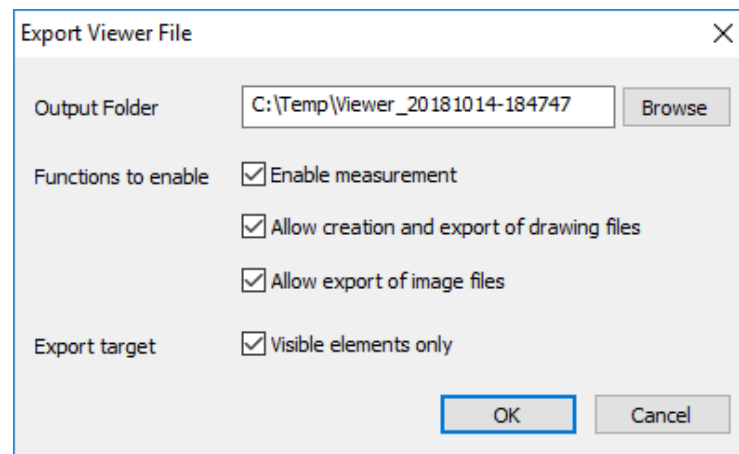 Export Viewer File
Output Folder C:\Temp\Viewer_20181014-184747 Browse
Functions to enable Enable measurement
Allow creation and export of drawing files
Allow export of image files
Export target Visible elements only
OK Cancel